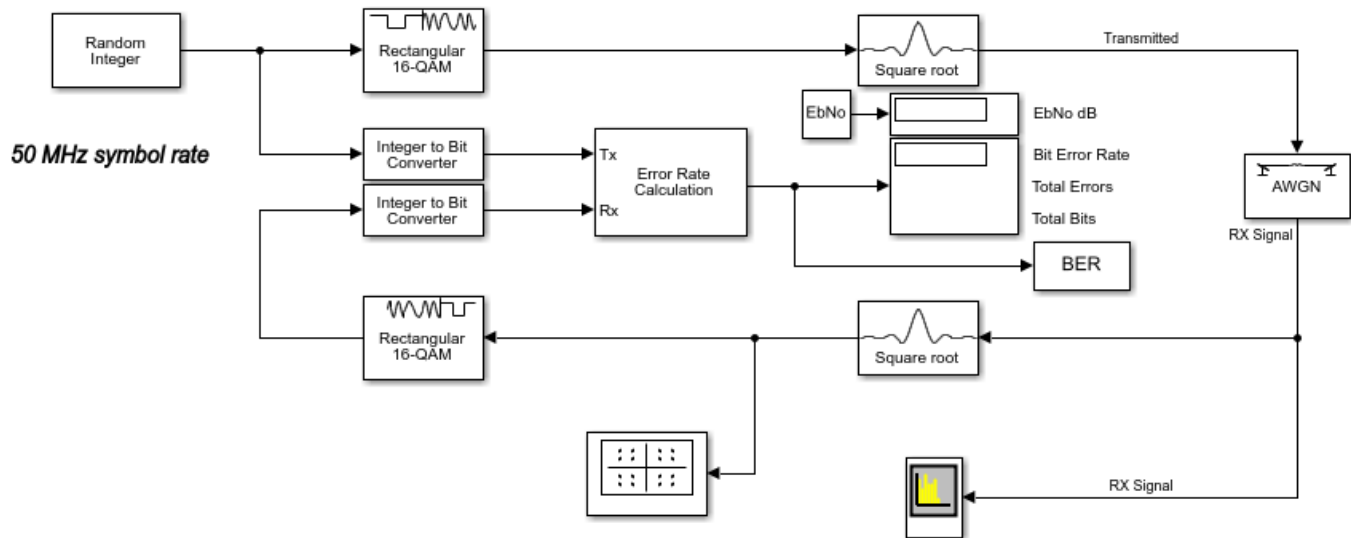 Random
Integer
Rectangular
16-QAM
Square root
Transmitted
EbNo
EbNo dB
50 MHz symbol rate
Integer to Bit
Converter
Tx
Error Rate
Calculation
Bit Error Rate
Total Errors
Total Bits
AWGN
Integer to Bit
Converter
Rx
RX Signal
BER
Rectangular
16-QAM
Square root
RX Signal